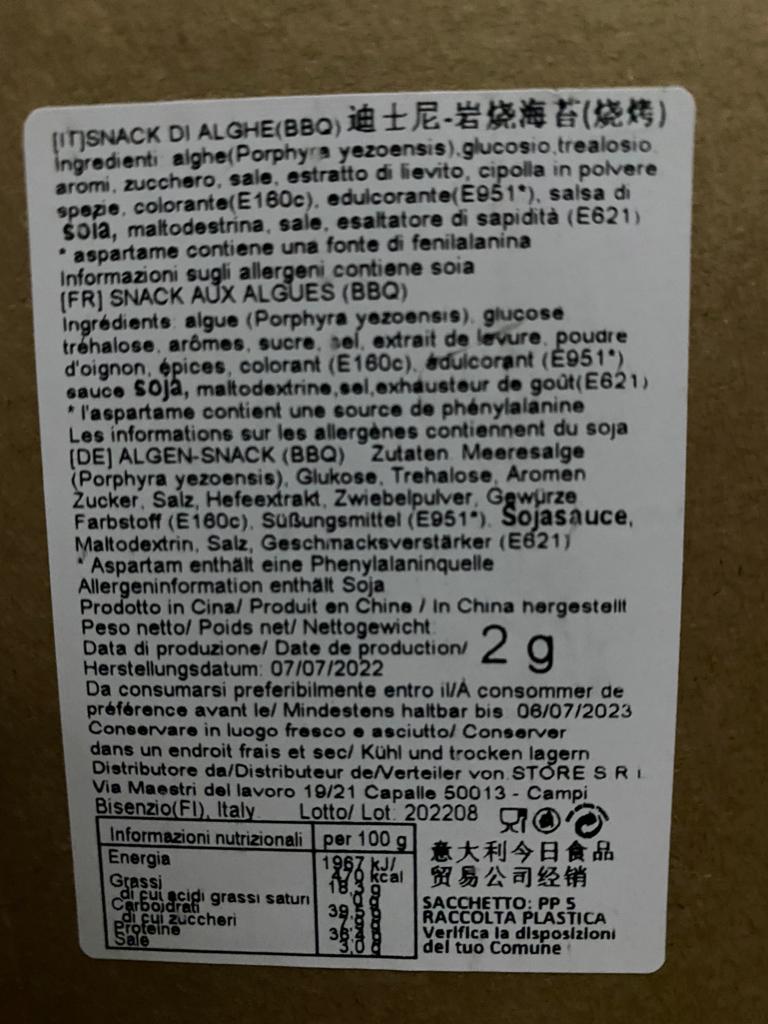 [IT]SNACK DI ALGHE(BBQ) 迪士尼-岩烧海苔(烧烤)
Ingredienti alghe(Porphyra yezoensis),glucosio,trealosio,
aromi, zucchero, sale, estratto di lievito, cipolla in polvere
spezie, colorante(E160c), edulcorante(E951*), salsa di
soia, maltodestrina, sale, esaltatore di sapidità (E621)
* aspartame contiene una fonte di fenilalanina
Informazioni sugli allergeni contiene soia
[FR] SNACK AUX ALGUES (BBQ)
Ingrédients: algue (Porphyra yezoensis), glucose
tréhalose, arômes, sucre, sel, extrait de levure, poudre
d'oignon, épices, colorant (E160c), édulcorant (E951*)
sauce soja, maltodextrine,sel,exhausteur de goût(E621)
* l'aspartame contient une source de phénylalanine
Les informations sur les allergènes contiennent du soja
[DE] ALGEN-SNACK (BBQ) Zutaten Meeresalge
(Porphyra yezoensis), Glukose, Trehalose, Aromen
Zucker, Salz, Hefeextrakt, Zwiebelpulver, Gewürze
Farbstoff (E160c), Süßungsmittel (E951*), Sojasauce,
Maltodextrin, Salz, Geschmacksverstärker (E621)
* Aspartam enthält eine Phenylalaninquelle
Allergeninformation enthält Soja
Prodotto in Cina/ Produit en Chine / In China hergestellt
Peso netto/ Poids net/ Nettogewicht: 2 g
Data di produzione/ Date de production/
Herstellungsdatum: 07/07/2022
Da consumarsi preferibilmente entro il/À consommer de
préférence avant le/ Mindestens haltbar bis 06/07/2023
Conservare in luogo fresco e asciutto/ Conserver
dans un endroit frais et sec/ Kühl und trocken lagern
Distributore da/Distributeur de/Verteiler von STORE S R L
Via Maestri del lavoro 19/21 Capalle 50013 - Campi
Bisenzio(FI), Italy Lotto/ Lot: 202208
Informazioni nutrizionali per 100 g
Energia 1967 kJ/
470 kcal
Grassi 18,3 g
di cui acidi grassi saturi
Carboidrati
di cui zuccheri
Proteine
Sale 3,0 g
意大利今日食品
贸易公司经销
SACCHETTO: PP 5
RACCOLTA PLASTICA
Verifica la disposizioni
del tuo Comune